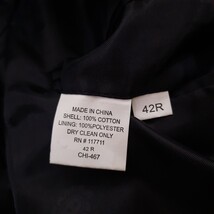 MADE IN CHINA
SHELL: 100% COTTON
LINING: 100%POLYESTER
DRY CLEAN ONLY
RN # 117711
42 R
CHI-467
42R